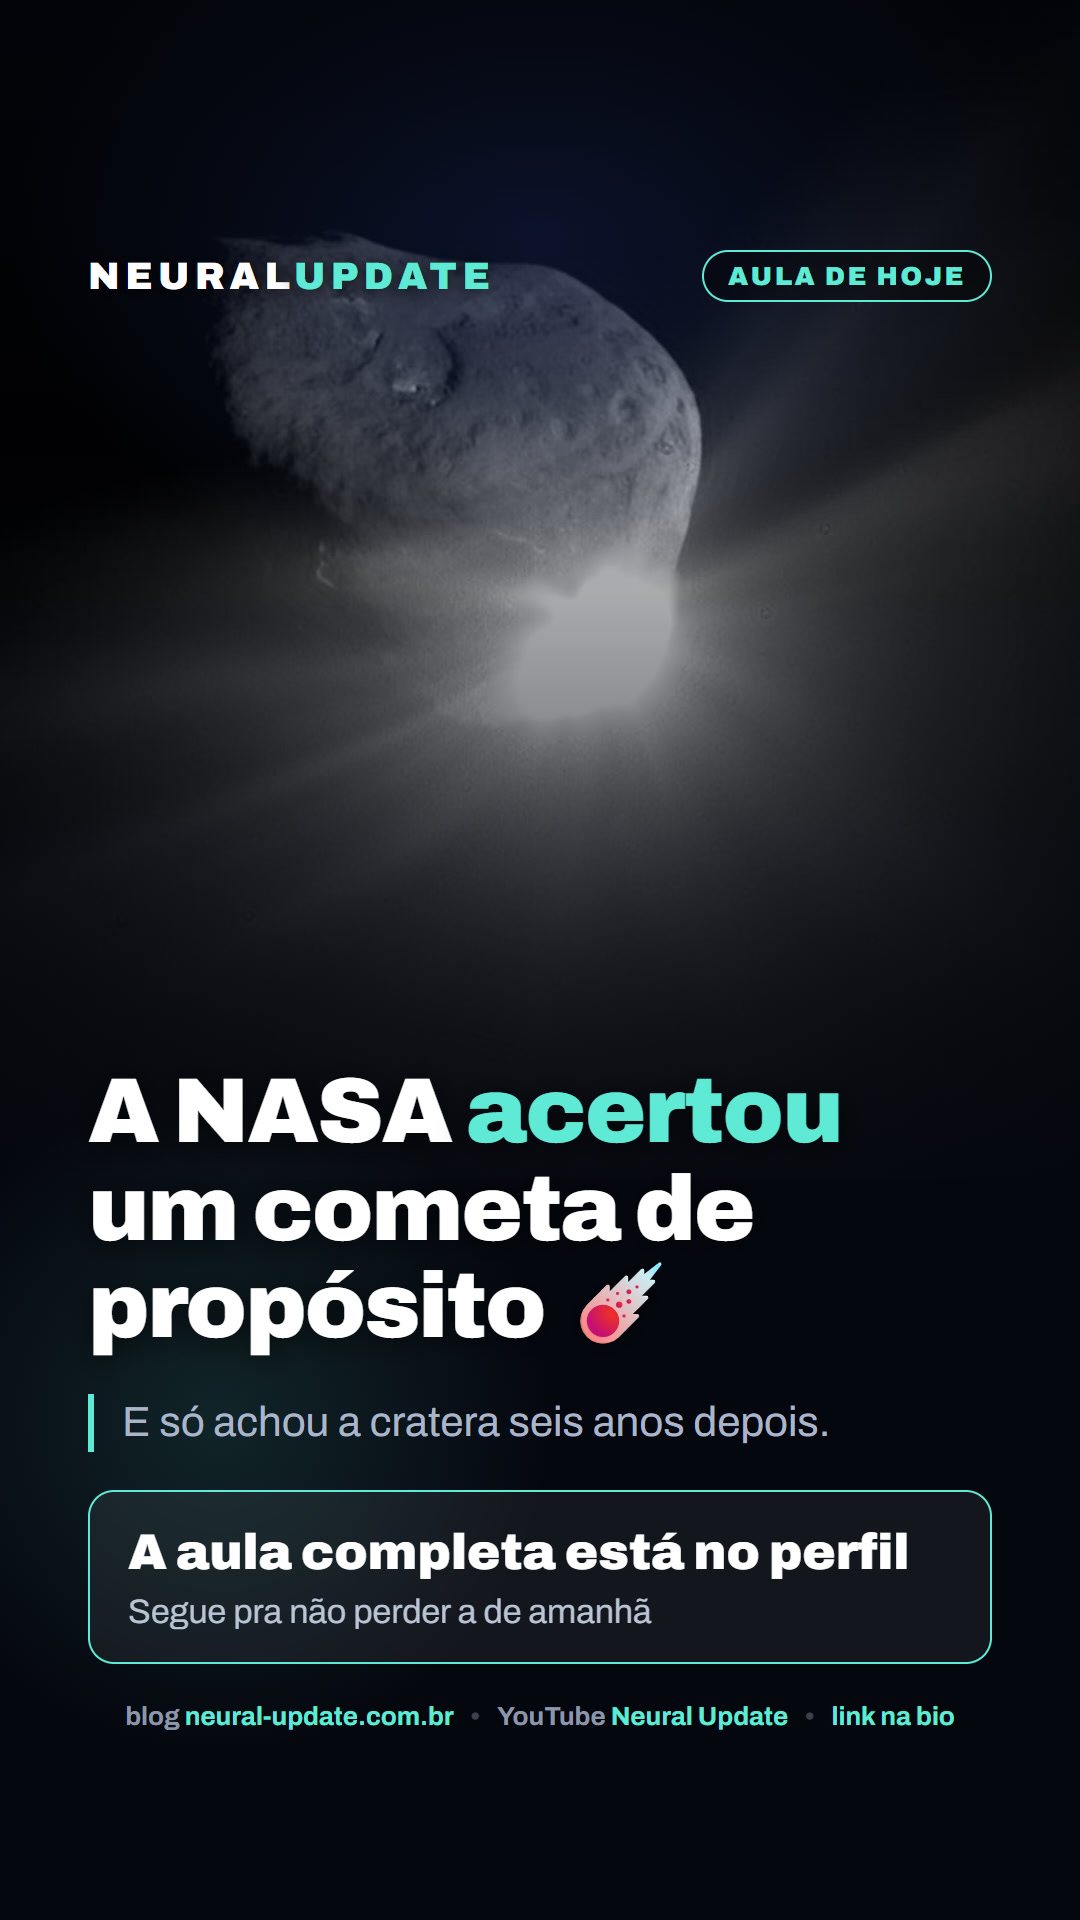 NEURALUPDATE
AULA DE HOJE
A NASA acertou
um cometa de
propósito ☄️
E só achou a cratera seis anos depois.
A aula completa está no perfil
Segue pra não perder a de amanhã
blog neural-update.com.br • YouTube Neural Update • link na bio